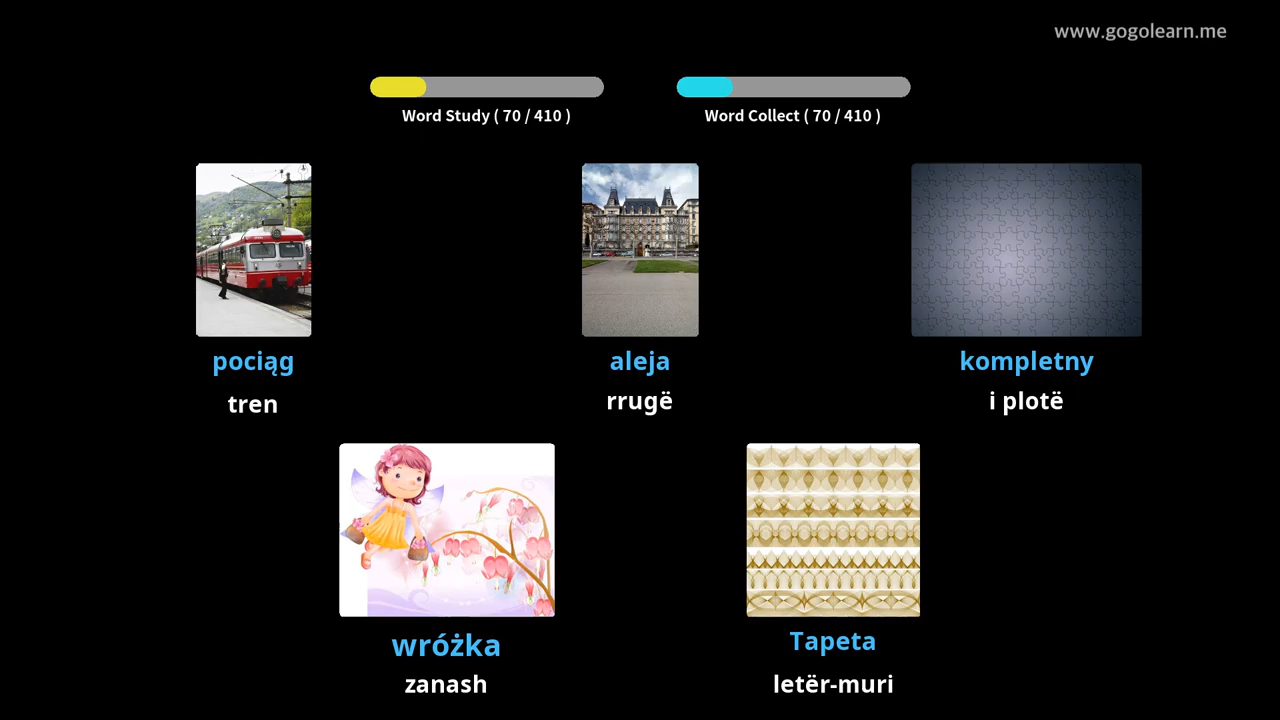 www.gogolearn.me
Word Study ( 70 / 410 )
Word Collect ( 70 / 410 )
pociąg
tren
aleja
rrugë
kompletny
i plotë
wróżka
zanash
Tapeta
letër-muri